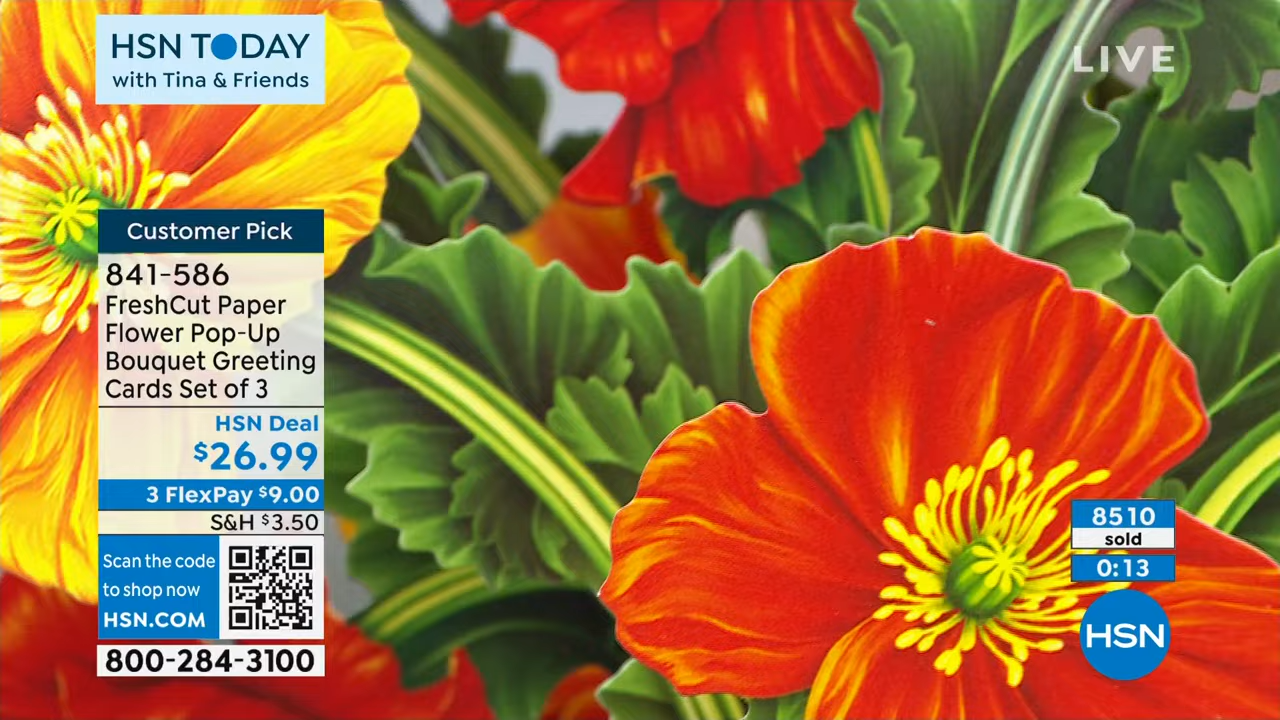 HSN TODAY
with Tina & Friends
LIVE
Customer Pick
841-586
FreshCut Paper
Flower Pop-Up
Bouquet Greeting
Cards Set of 3
HSN Deal
$26.99
3 FlexPay $9.00
S&H $3.50
Scan the code
to shop now
HSN.COM
800-284-3100
8510
sold
0:13
HSN